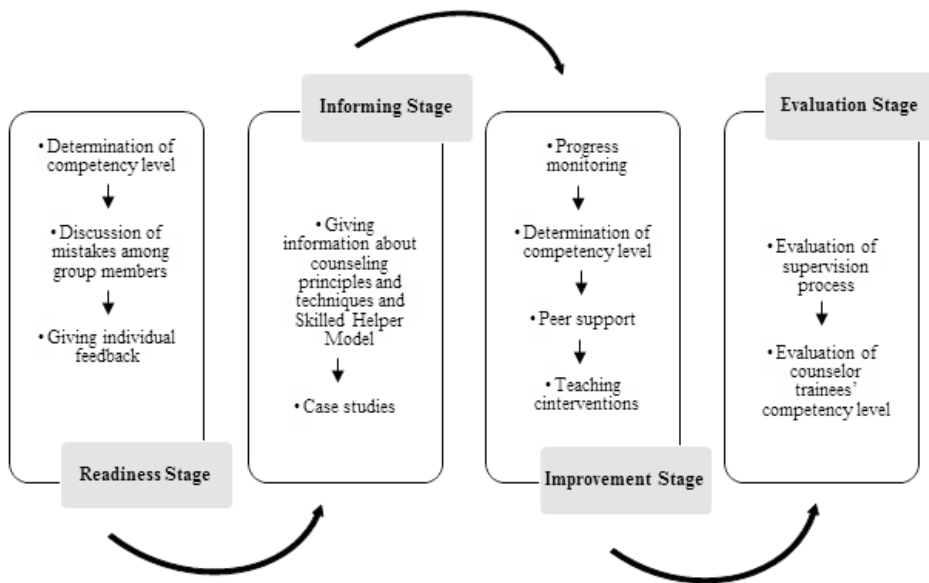 • Determination of
competency level
• Discussion of
mistakes among
group members
• Giving individual
feedback
Readiness Stage
Informing Stage
• Giving
information about
counseling
principles and
techniques and
Skilled Helper
Model
• Case studies
• Progress
monitoring
• Determination of
competency level
• Peer support
• Teaching
cinterventions
Improvement Stage
Evaluation Stage
• Evaluation of
supervision
process
• Evaluation of
counselor
trainees’
competency level